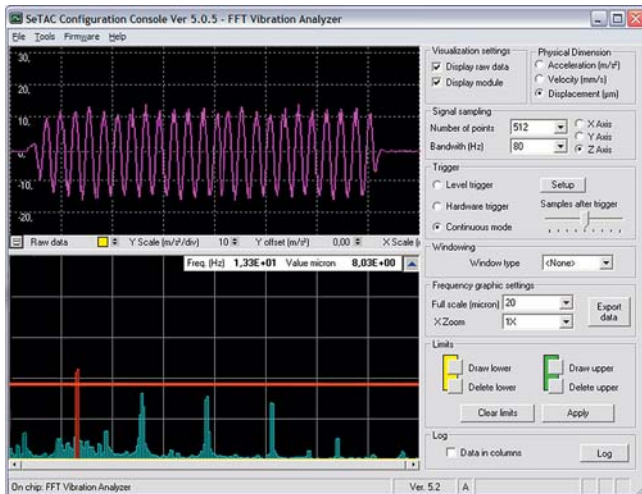 SeTAC Configuration Console Ver 5.0.5 - FFT Vibration Analyzer
File Tools Firmware Help
30,
20,
10,
0,
-10,
-20,
Raw data Y Scale (m/s²/div) 10 Y offset (m/s²) 0,00 X Scale (
Freq. (Hz) 1,33E+01 Value micron 8,03E+00
Visualization settings
Display raw data
Display module
Physical Dimension
Acceleration (m/s²)
Velocity (mm/s)
Displacement (µm)
Signal sampling
Number of points 512
Bandwith (Hz) 80
X Axis
Y Axis
Z Axis
Trigger
Level trigger Setup
Hardware trigger Samples after trigger
Continuous mode
Windowing
Window type <None>
Frequency graphic settings
Full scale (micron) 20
X Zoom 1X
Export
data
Limits
Draw lower
Delete lower
Draw upper
Delete upper
Clear limits Apply
Log
Data in columns Log
On chip: FFT Vibration Analyzer Ver. 5.2 A